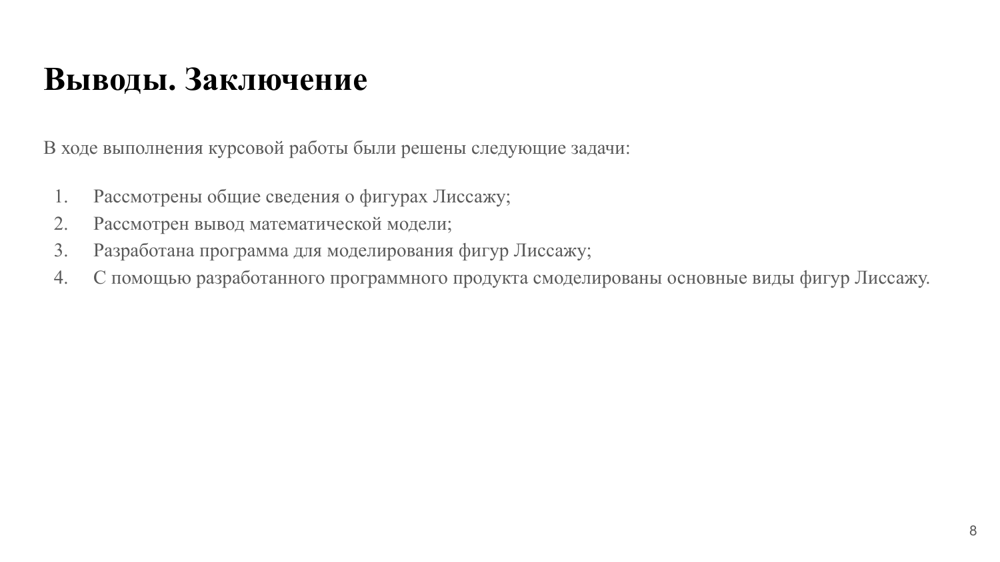 Выводы. Заключение
В ходе выполнения курсовой работы были решены следующие задачи:
1. Рассмотрены общие сведения о фигурах Лиссажу;
2. Рассмотрен вывод математической модели;
3. Разработана программа для моделирования фигур Лиссажу;
4. С помощью разработанного программного продукта смоделированы основные виды фигур Лиссажу.
8